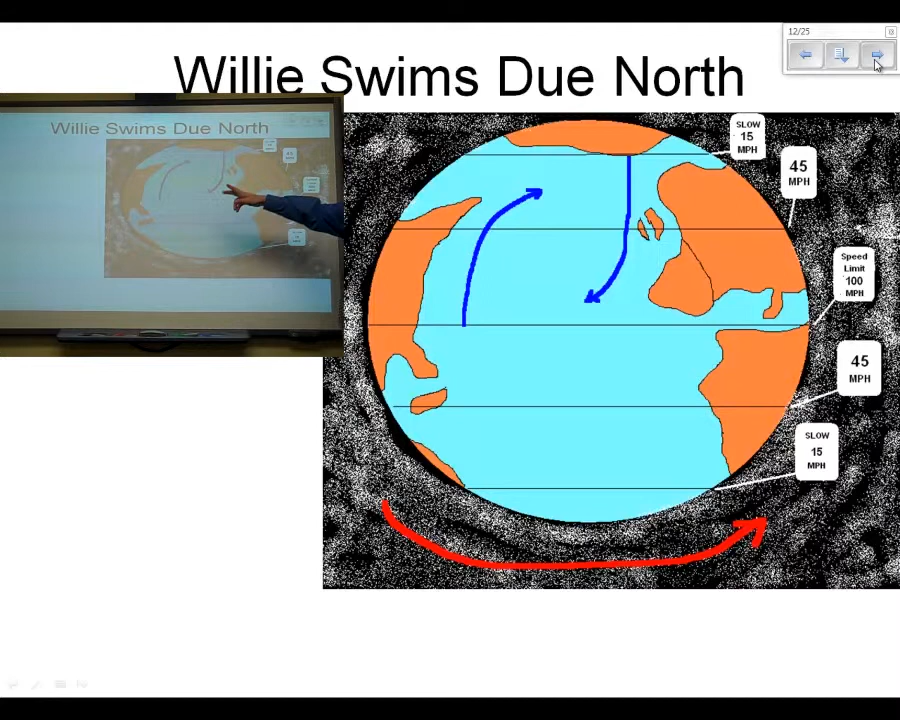 12/25
Willie Swims Due North
Willie Swims Due North
SLOW
15
MPH
45
MPH
Speed
Limit
100
MPH
45
MPH
SLOW
15
MPH